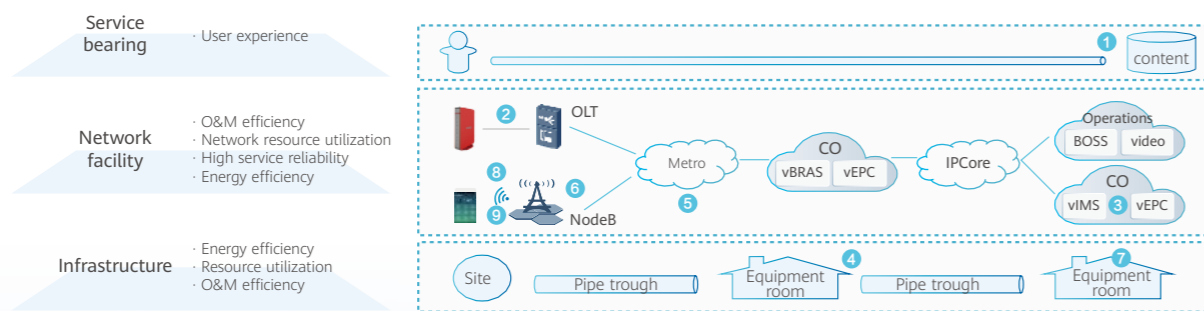 Service
bearing
· User experience
1
content
Network
facility
· O&M efficiency
· Network resource utilization
· High service reliability
· Energy efficiency
2
OLT
8
9
6
NodeB
Metro
5
CO
vBRAS
vEPC
IPCore
Operations
BOSS
video
CO
vIMS
3
vEPC
Infrastructure
· Energy efficiency
· Resource utilization
· O&M efficiency
Site
Pipe trough
Equipment
room
4
Pipe trough
Equipment
room
7